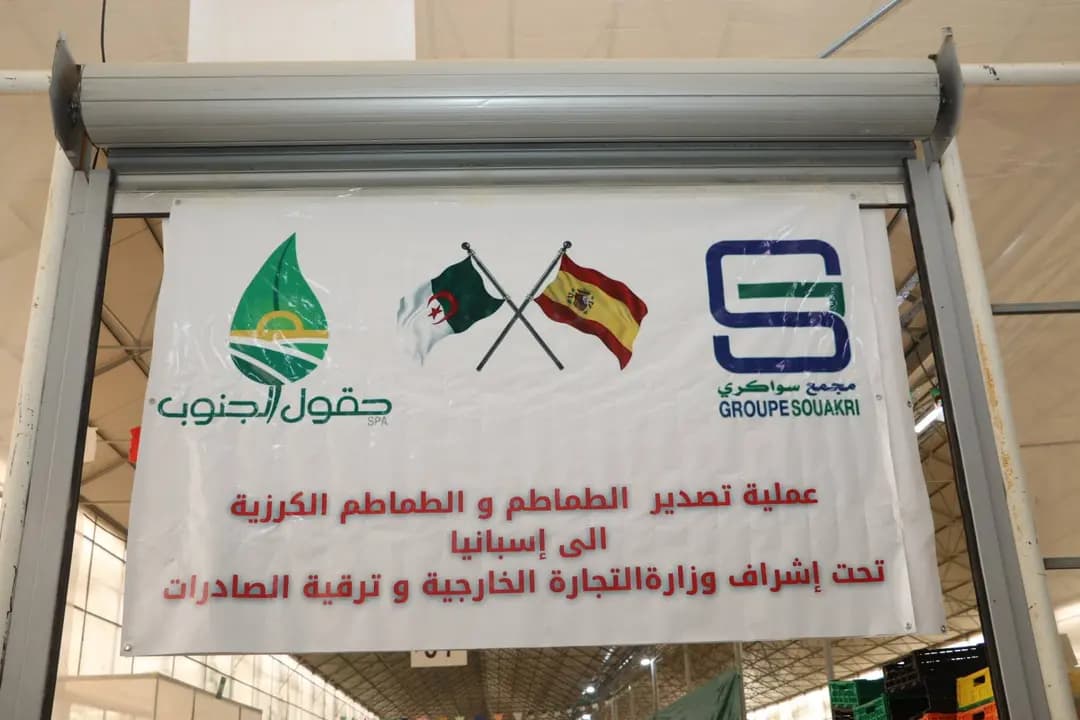 حقول الجنوب
SPA
مجمع سواكري
GROUPE SOUAKRI
عملية تصدير الطماطم و الطماطم الكرزية
الى إسبانيا
تحت إشراف وزارةالتجارة الخارجية و ترقية الصادرات